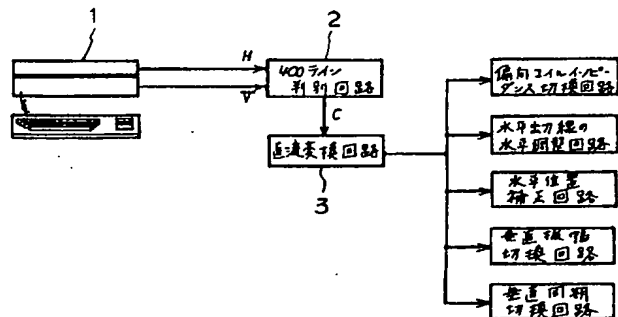 1
2
H
V
400ライン
判別回路
C
直流変換回路
3
偏向コイルインピー
ダンス切換回路
水平出力線の
水平調整回路
水平位置
補正回路
垂直振幅
切換回路
垂直同期
切換回路